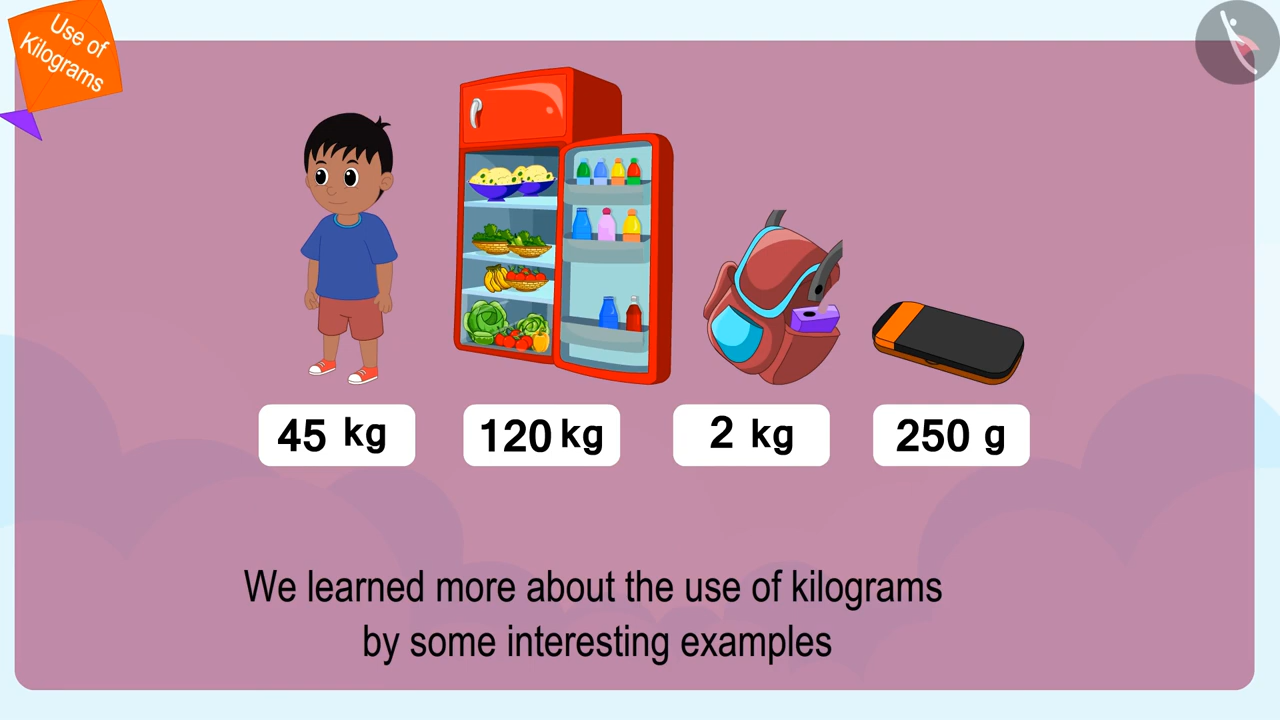 Use of
Kilograms
45 kg
120 kg
2 kg
250 g
We learned more about the use of kilograms
by some interesting examples